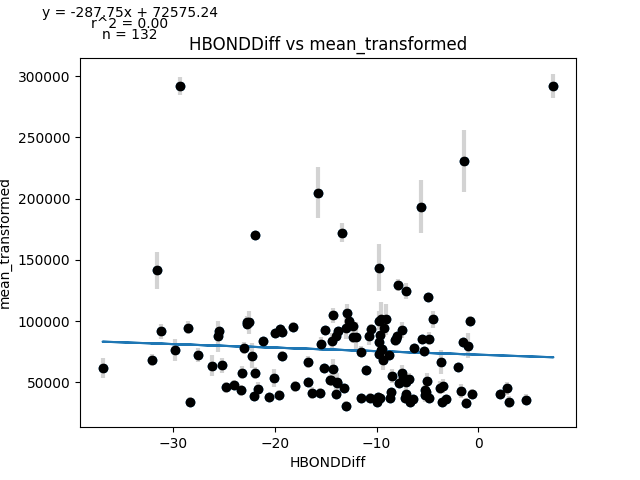 y = -287.75x + 72575.24
r^2 = 0.00
n = 132
HBONDDiff vs mean_transformed
300000
250000
200000
150000
100000
50000
mean_transformed
−30
−20
−10
0
HBONDDiff